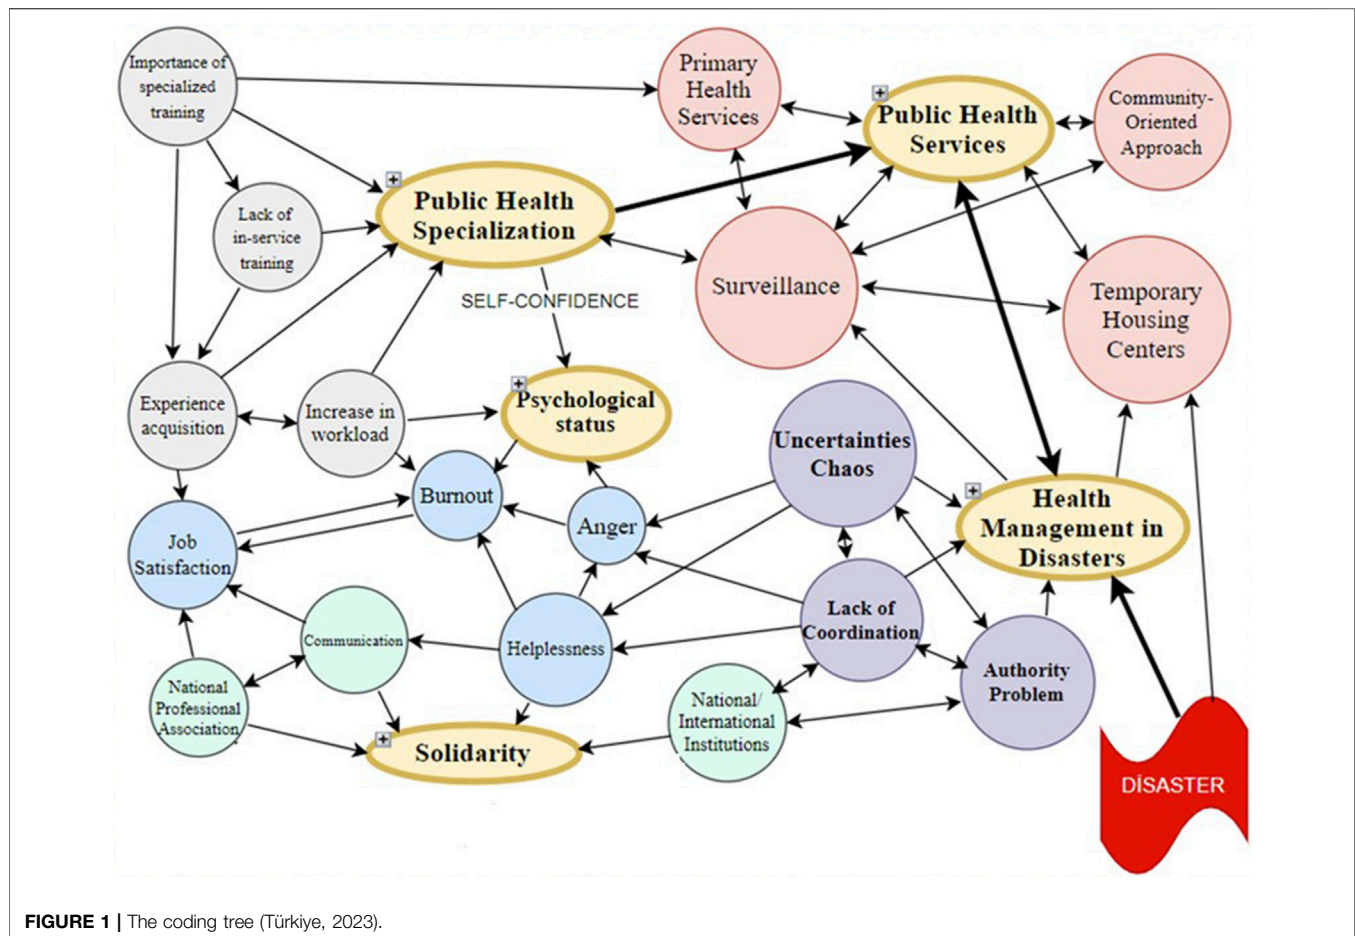 Importance of
specialized
training
Primary
Health
Services
Public Health
Services
Community-
Oriented
Approach
Public Health
Specialization
Lack of
in-service
training
Surveillance
Temporary
Housing
Centers
SELF-CONFIDENCE
Experience
acquisition
Increase in
workload
Psychological
status
Uncertainties
Chaos
Burnout
Anger
Health
Management in
Disasters
Job
Satisfaction
Communication
Helplessness
Lack of
Coordination
Authority
Problem
National
Professional
Association
National/
International
Institutions
Solidarity
DİSASTER
FIGURE 1 | The coding tree (Türkiye, 2023).